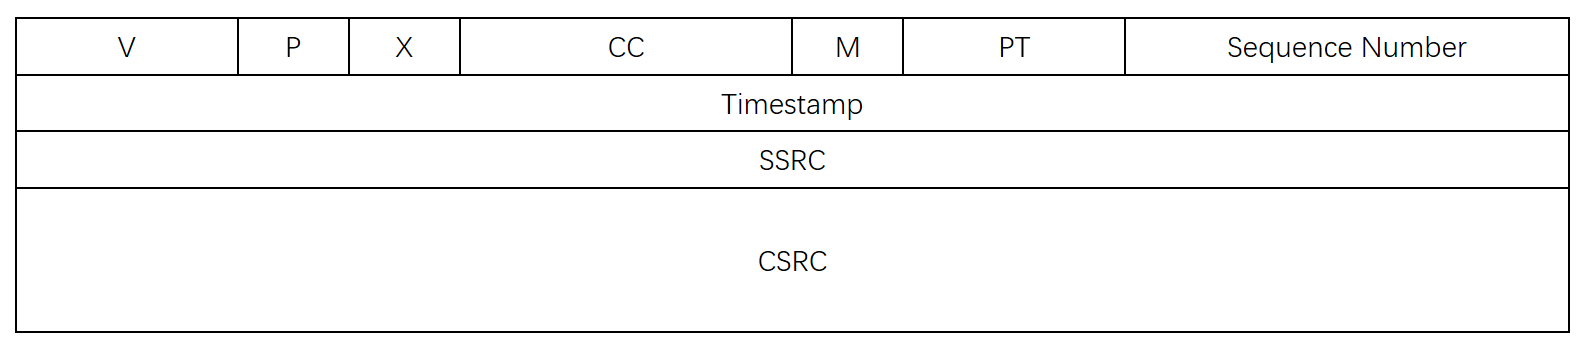 V P X CC M PT Sequence Number
Timestamp
SSRC
CSRC